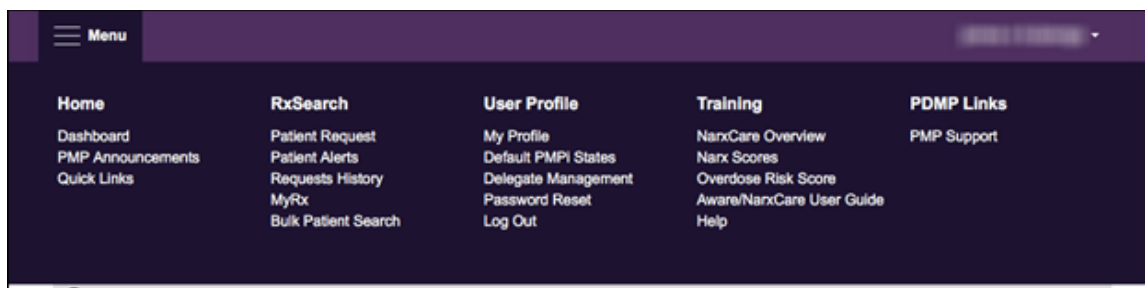 Menu
Home
Dashboard
PMP Announcements
Quick Links
RxSearch
Patient Request
Patient Alerts
Requests History
MyRx
Bulk Patient Search
User Profile
My Profile
Default PMPi States
Delegate Management
Password Reset
Log Out
Training
NarxCare Overview
Narx Scores
Overdose Risk Score
Aware/NarxCare User Guide
Help
PDMP Links
PMP Support